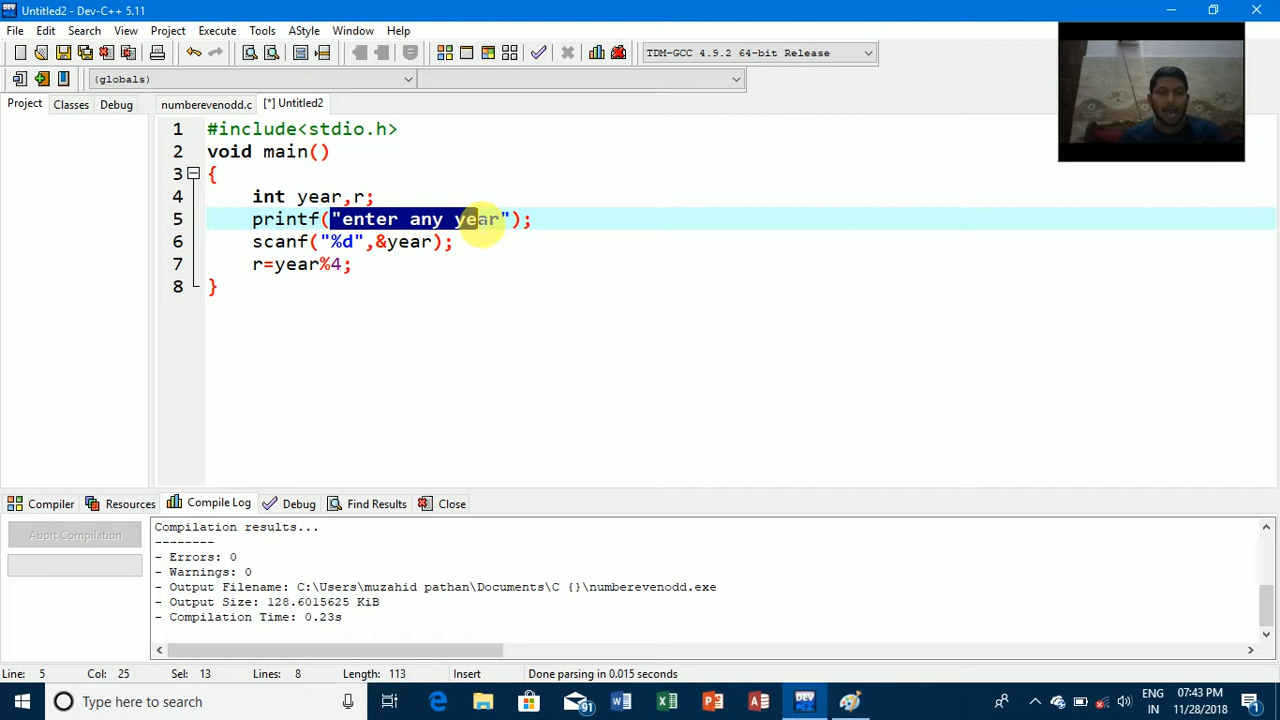 Untitled2 - Dev-C++ 5.11
File Edit Search View Project Execute Tools AStyle Window Help
TDM-GCC 4.9.2 64-bit Release
(globals)
Project Classes Debug numberevenodd.c [*] Untitled2
1 #include<stdio.h>
2 void main()
3 {
4 int year,r;
5 printf("enter any year");
6 scanf("%d",&year);
7 r=year%4;
8 }
Compiler Resources Compile Log Debug Find Results Close
Abort Compilation
Compilation results...
--------
- Errors: 0
- Warnings: 0
- Output Filename: C:\Users\muzahid pathan\Documents\C {}\numberevenodd.exe
- Output Size: 128.6015625 KiB
- Compilation Time: 0.23s
Line: 5 Col: 25 Sel: 13 Lines: 8 Length: 113 Insert Done parsing in 0.015 seconds
Type here to search 91 ENG 07:43 PM
IN 11/28/2018 1